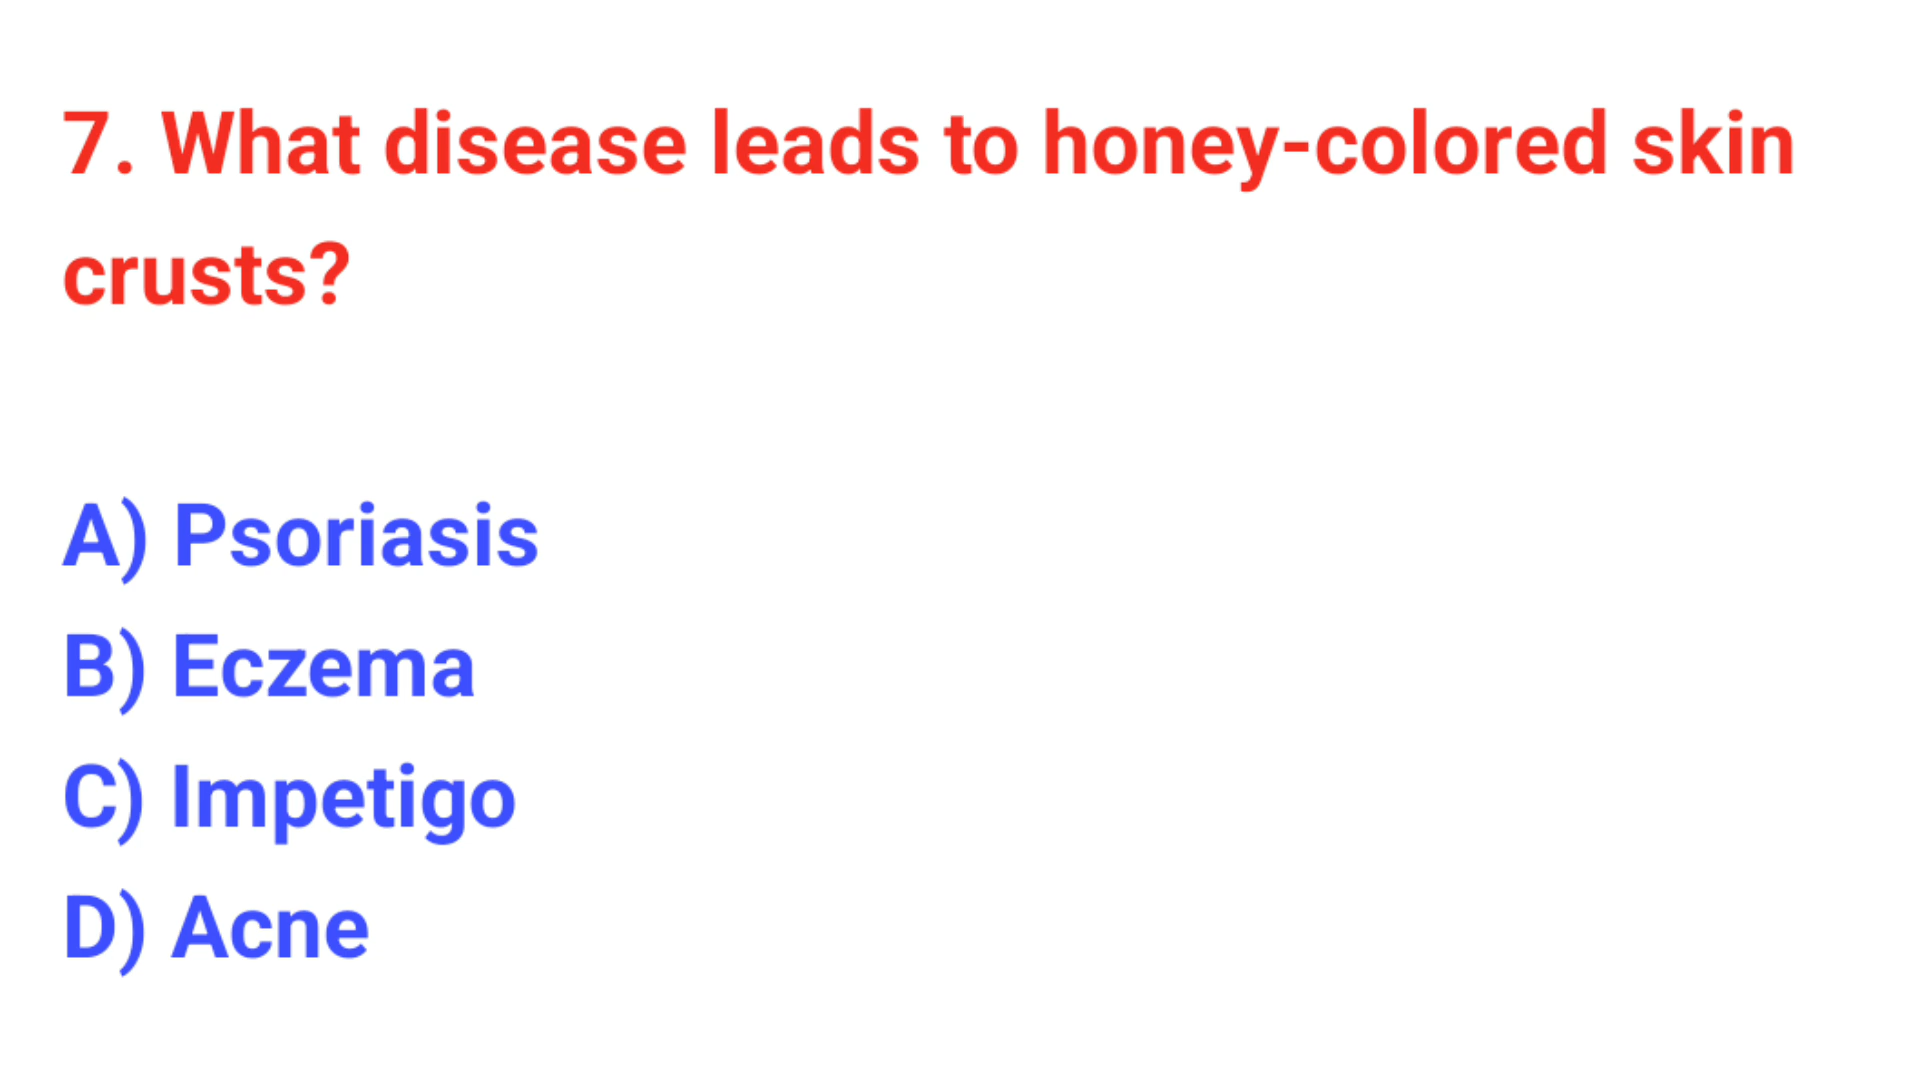 7. What disease leads to honey-colored skin
crusts?
A) Psoriasis
B) Eczema
C) Impetigo
D) Acne